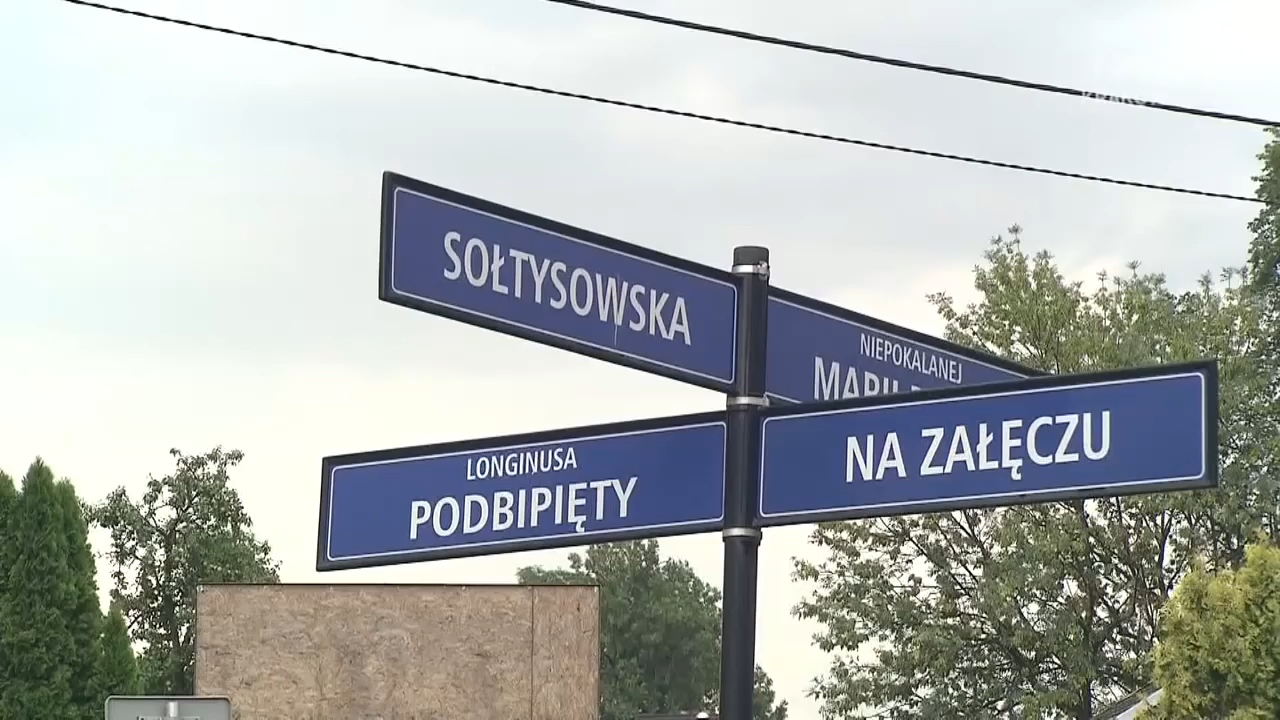 SOŁTYSOWSKA
NIEPOKALANEJ
LONGINUSA
PODBIPIĘTY
NA ZAŁĘCZU